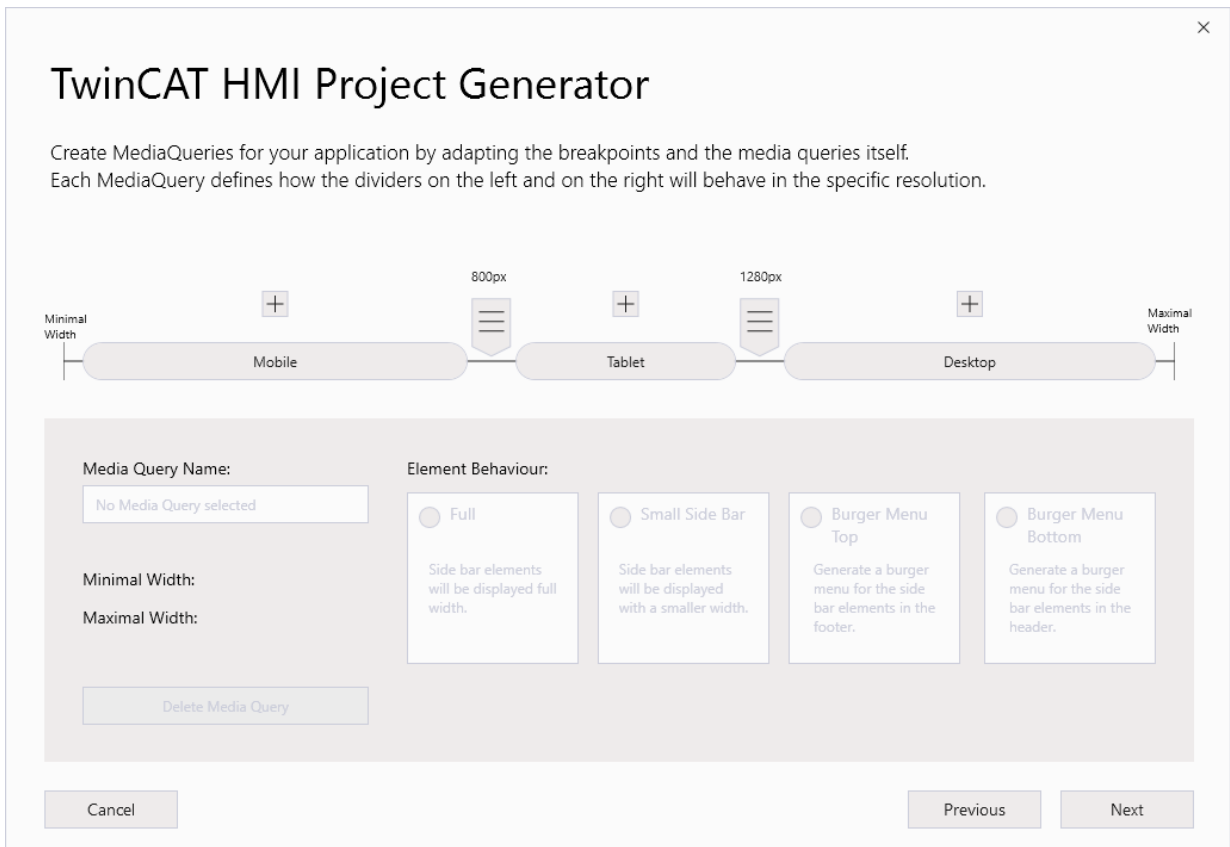 TwinCAT HMI Project Generator
Create MediaQueries for your application by adapting the breakpoints and the media queries itself.
Each MediaQuery defines how the dividers on the left and on the right will behave in the specific resolution.
800px
1280px
Minimal
Width
Maximal
Width
Mobile
Tablet
Desktop
Media Query Name:
No Media Query selected
Minimal Width:
Maximal Width:
Delete Media Query
Element Behaviour:
Full
Side bar elements
will be displayed full
width.
Small Side Bar
Side bar elements
will be displayed
with a smaller width.
Burger Menu
Top
Generate a burger
menu for the side
bar elements in the
footer.
Burger Menu
Bottom
Generate a burger
menu for the side
bar elements in the
header.
Cancel
Previous
Next